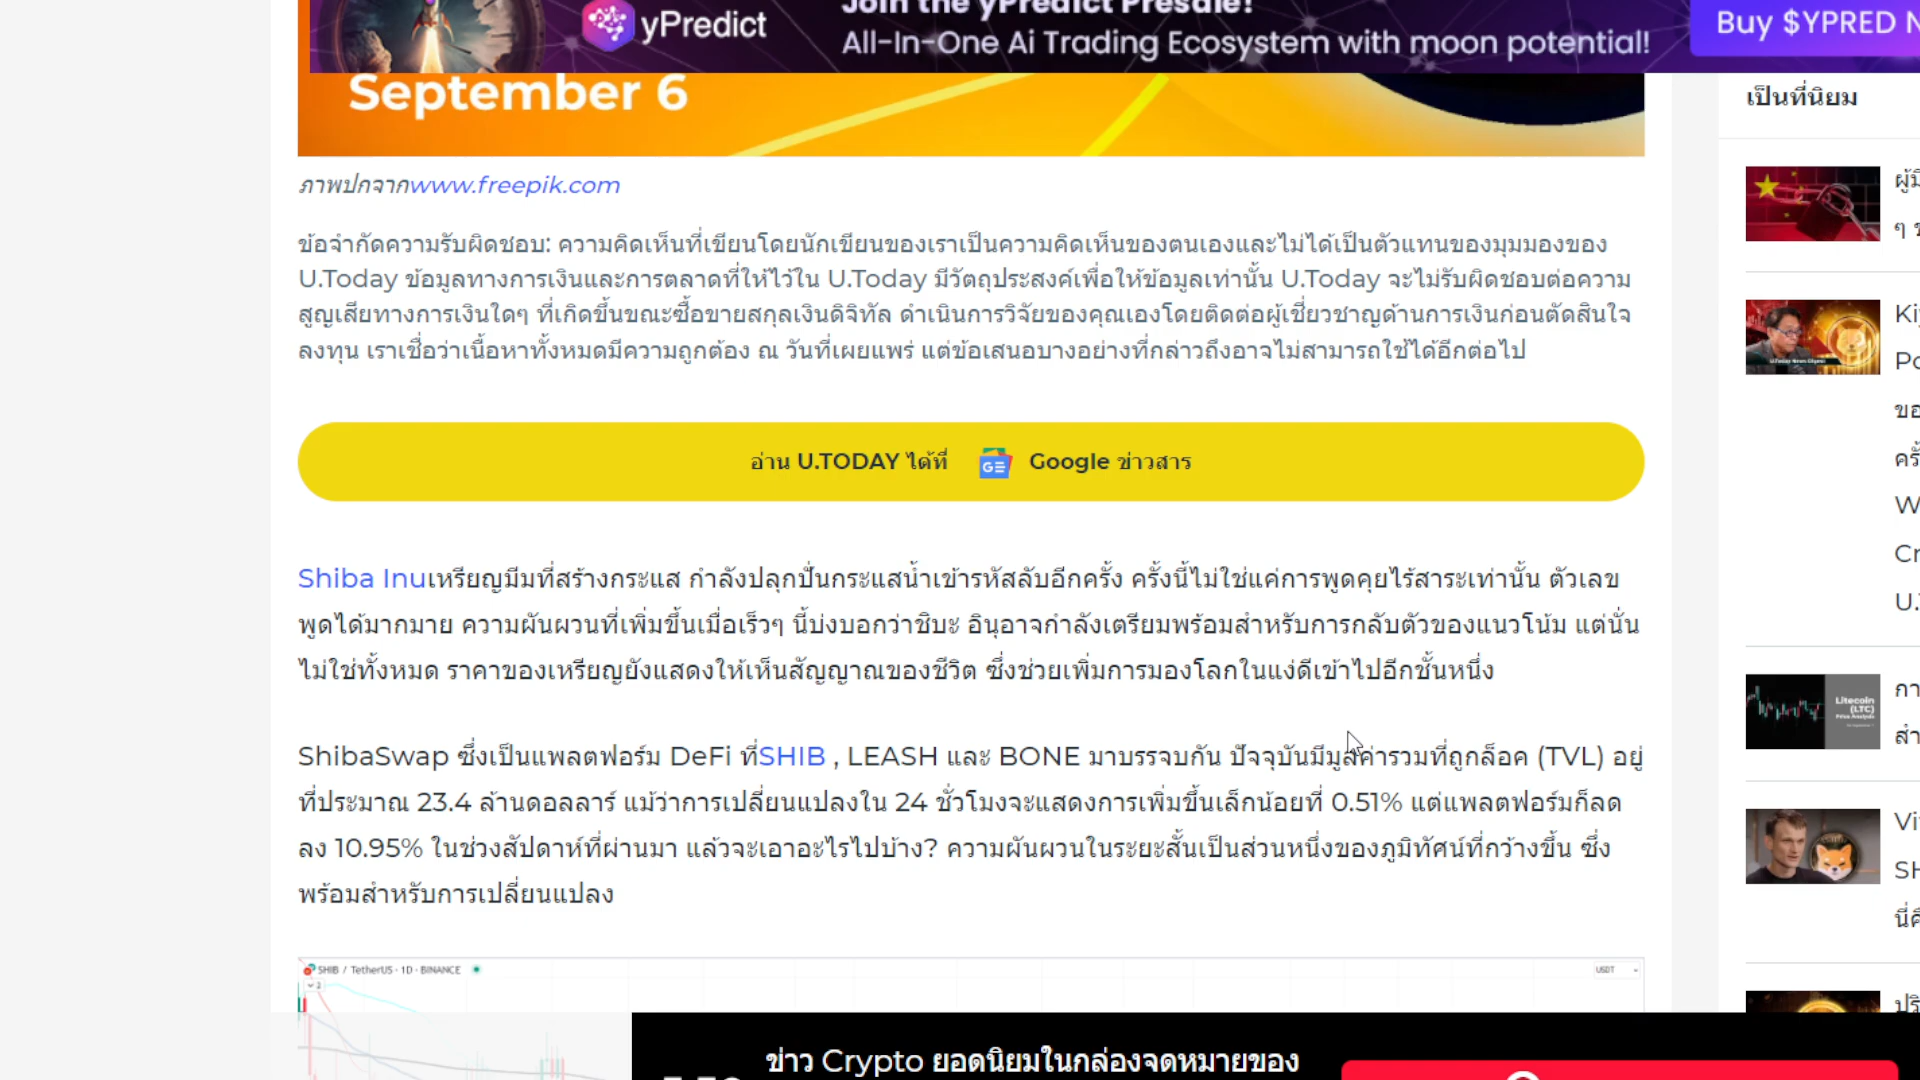 Join the yPredict Presale!
yPredict
All-In-One Ai Trading Ecosystem with moon potential!
Buy $YPRED
September 6
ภาพปกจากwww.freepik.com
ข้อจำกัดความรับผิดชอบ: ความคิดเห็นที่เขียนโดยนักเขียนของเราเป็นความคิดเห็นของตนเองและไม่ได้เป็นตัวแทนของมุมมองของ
U.Today ข้อมูลทางการเงินและการตลาดที่ให้ไว้ใน U.Today มีวัตถุประสงค์เพื่อให้ข้อมูลเท่านั้น U.Today จะไม่รับผิดชอบต่อความ
สูญเสียทางการเงินใดๆ ที่เกิดขึ้นขณะซื้อขายสกุลเงินดิจิทัล ดำเนินการวิจัยของคุณเองโดยติดต่อผู้เชี่ยวชาญด้านการเงินก่อนตัดสินใจ
ลงทุน เราเชื่อว่าเนื้อหาทั้งหมดมีความถูกต้อง ณ วันที่เผยแพร่ แต่ข้อเสนอบางอย่างที่กล่าวถึงอาจไม่สามารถใช้ได้อีกต่อไป
อ่าน U.TODAY ได้ที่ Google ข่าวสาร
Shiba Inuเหรียญมีมที่สร้างกระแส กำลังปลุกปั่นกระแสน้ำเข้ารหัสลับอีกครั้ง ครั้งนี้ไม่ใช่แค่การพูดคุยไร้สาระเท่านั้น ตัวเลข
พูดได้มากมาย ความผันผวนที่เพิ่มขึ้นเมื่อเร็วๆ นี้บ่งบอกว่าชิบะ อินุอาจกำลังเตรียมพร้อมสำหรับการกลับตัวของแนวโน้ม แต่นั่น
ไม่ใช่ทั้งหมด ราคาของเหรียญยังแสดงให้เห็นสัญญาณของชีวิต ซึ่งช่วยเพิ่มการมองโลกในแง่ดีเข้าไปอีกชั้นหนึ่ง
ShibaSwap ซึ่งเป็นแพลตฟอร์ม DeFi ที่SHIB , LEASH และ BONE มาบรรจบกัน ปัจจุบันมีมูลค่ารวมที่ถูกล็อค (TVL) อยู่
ที่ประมาณ 23.4 ล้านดอลลาร์ แม้ว่าการเปลี่ยนแปลงใน 24 ชั่วโมงจะแสดงการเพิ่มขึ้นเล็กน้อยที่ 0.51% แต่แพลตฟอร์มก็ลด
ลง 10.95% ในช่วงสัปดาห์ที่ผ่านมา แล้วจะเอาอะไรไปบ้าง? ความผันผวนในระยะสั้นเป็นส่วนหนึ่งของภูมิทัศน์ที่กว้างขึ้น ซึ่ง
พร้อมสำหรับการเปลี่ยนแปลง
SHIB / TetherUS · 1D · BINANCE
USDT
2
ข่าว Crypto ยอดนิยมในกล่องจดหมายของ
เป็นที่นิยม
ๆ
U.Today News Digest
Litecoin
(LTC)
Price Analysis